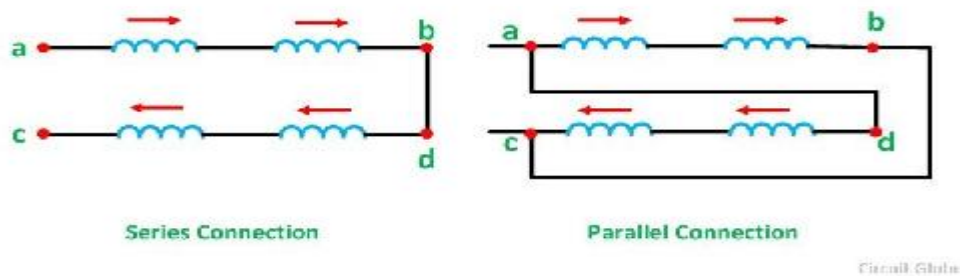 a b
c d
a b
c d
Series Connection
Parallel Connection
Circuit Globe